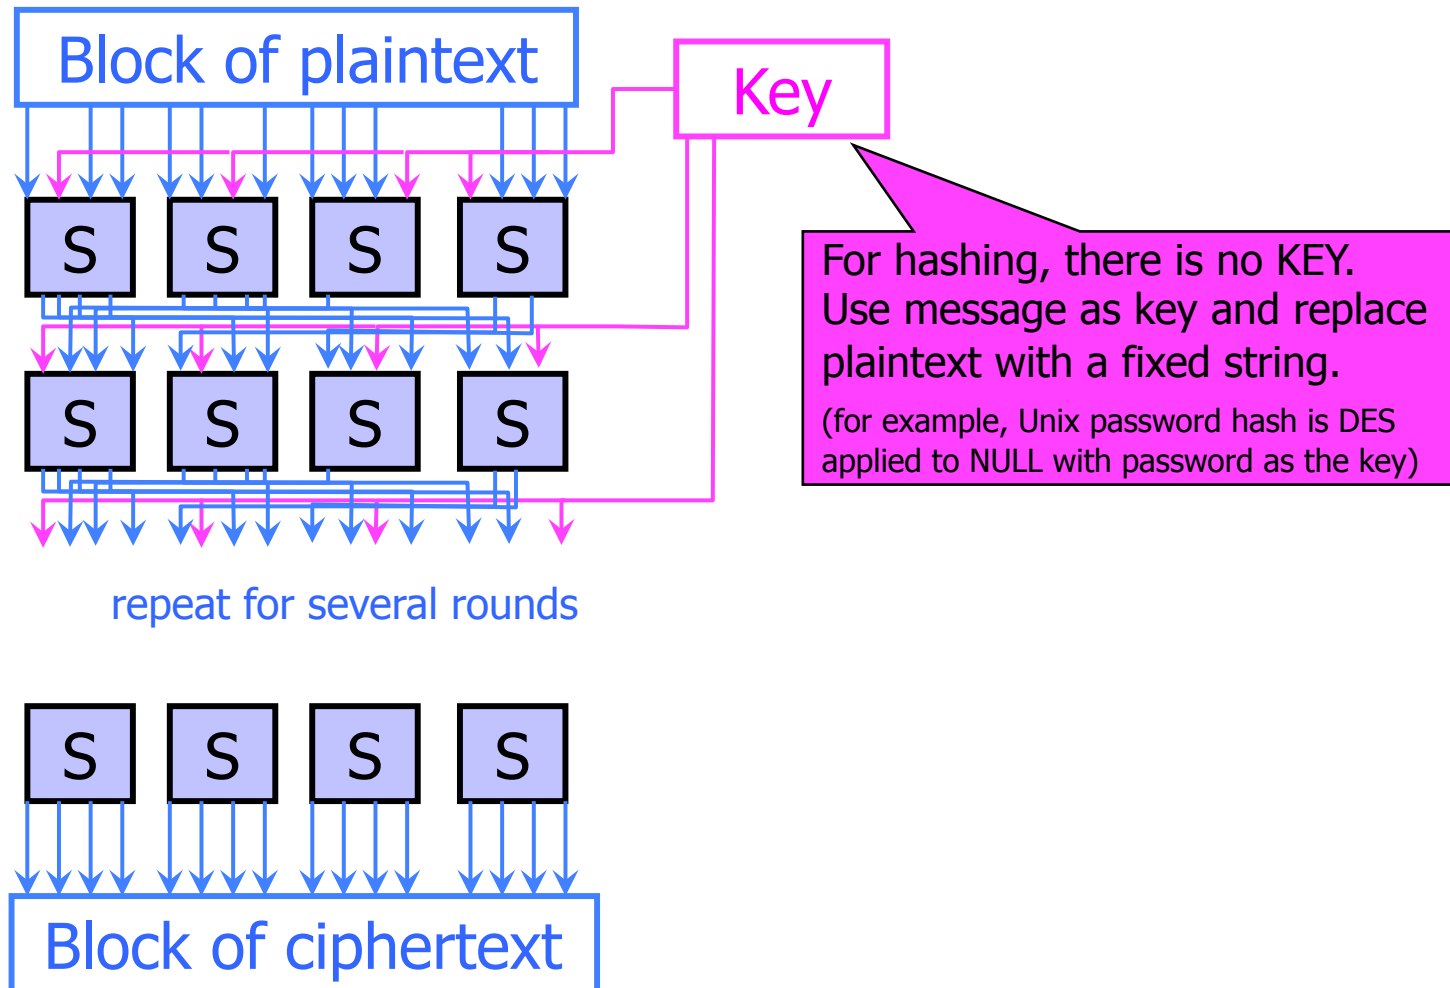 Block of plaintext
Key
S S S S
For hashing, there is no KEY.
Use message as key and replace
plaintext with a fixed string.
(for example, Unix password hash is DES
applied to NULL with password as the key)
S S S S
repeat for several rounds
S S S S
Block of ciphertext